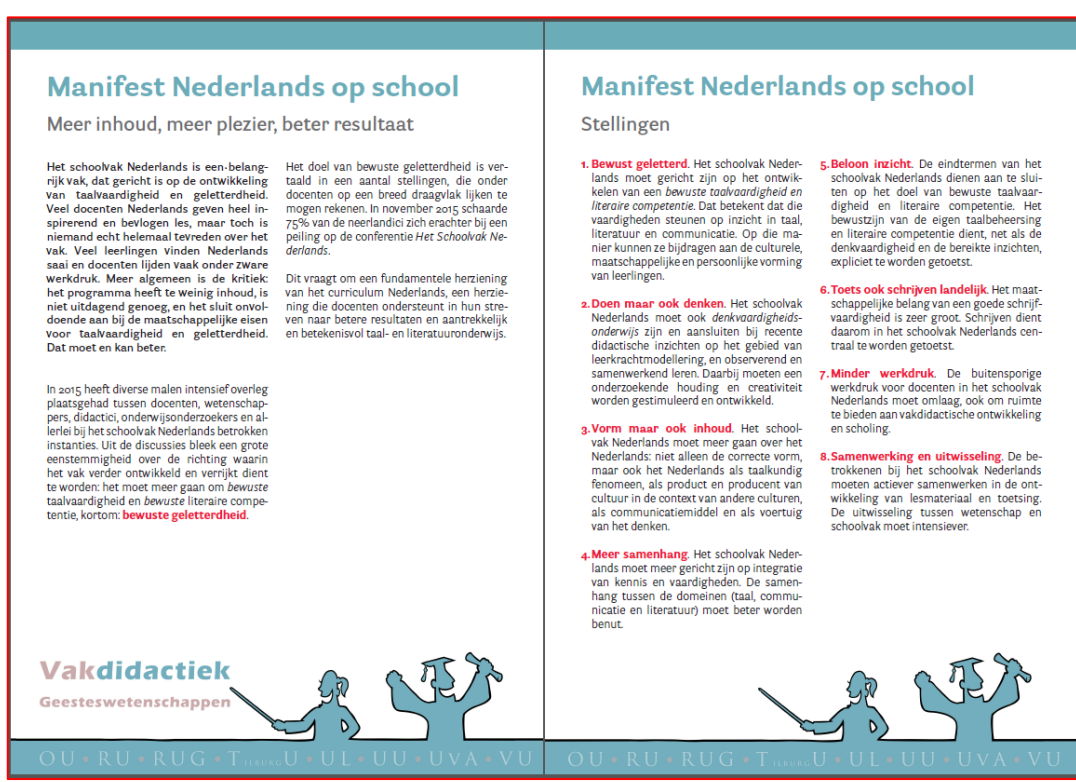 Manifest Nederlands op school
Meer inhoud, meer plezier, beter resultaat
Het schoolvak Nederlands is een belang-
rijk vak, dat gericht is op de ontwikkeling
van taalvaardigheid en geletterdheid.
Veel docenten Nederlands geven heel in-
spirerend en bevlogen les, maar toch is
niemand echt helemaal tevreden over het
vak. Veel leerlingen vinden Nederlands
saai en docenten lijden vaak onder zware
werkdruk. Meer algemeen is de kritiek:
het programma heeft te weinig inhoud, is
niet uitdagend genoeg, en het sluit onvol-
doende aan bij de maatschappelijke eisen
voor taalvaardigheid en geletterdheid.
Dat moet en kan beter.
In 2015 heeft diverse malen intensief overleg
plaatsgehad tussen docenten, wetenschap-
pers, didactici, onderwijsonderzoekers en al-
lerlei bij het schoolvak Nederlands betrokken
instanties. Uit de discussies bleek een grote
eenstemmigheid over de richting waarin
het vak verder ontwikkeld en verrijkt dient
te worden: het moet meer gaan om bewuste
taalvaardigheid en bewuste literaire compe-
tentie, kortom: bewuste geletterdheid.
Het doel van bewuste geletterdheid is ver-
taald in een aantal stellingen, die onder
docenten op een breed draagvlak lijken te
mogen rekenen. In november 2015 schaarde
75% van de neerlandici zich erachter bij een
peiling op de conferentie Het Schoolvak Ne-
derlands.
Dit vraagt om een fundamentele herziening
van het curriculum Nederlands, een herzie-
ning die docenten ondersteunt in hun stre-
ven naar betere resultaten en aantrekkelijk
en betekenisvol taal- en literatuuronderwijs.
Vakdidactiek
Geesteswetenschappen
OU • RU • RUG • TILBURGU • UL • UU • UVA • VU
Manifest Nederlands op school
Stellingen
1. Bewust geletterd. Het schoolvak Neder-
lands moet gericht zijn op het ontwik-
kelen van een bewuste taalvaardigheid en
literaire competentie. Dat betekent dat die
vaardigheden steunen op inzicht in taal,
literatuur en communicatie. Op die ma-
nier kunnen ze bijdragen aan de culturele,
maatschappelijke en persoonlijke vorming
van leerlingen.
2. Doen maar ook denken. Het schoolvak
Nederlands moet ook denkvaardigheids-
onderwijs zijn en aansluiten bij recente
didactische inzichten op het gebied van
leerkrachtmodellering, en observerend en
samenwerkend leren. Daarbij moeten een
onderzoekende houding en creativiteit
worden gestimuleerd en ontwikkeld.
3. Vorm maar ook inhoud. Het school-
vak Nederlands moet meer gaan over het
Nederlands: niet alleen de correcte vorm,
maar ook het Nederlands als taalkundig
fenomeen, als product en producent van
cultuur in de context van andere culturen,
als communicatiemiddel en als voertuig
van het denken.
4. Meer samenhang. Het schoolvak Neder-
lands moet meer gericht zijn op integratie
van kennis en vaardigheden. De samen-
hang tussen de domeinen (taal, commu-
nicatie en literatuur) moet beter worden
benut.
5. Beloon inzicht. De eindtermen van het
schoolvak Nederlands dienen aan te slui-
ten op het doel van bewuste taalvaar-
digheid en literaire competentie. Het
bewustzijn van de eigen taalbeheersing
en literaire competentie dient, net als de
denkvaardigheid en de bereikte inzichten,
expliciet te worden getoetst.
6. Toets ook schrijven landelijk. Het maat-
schappelijke belang van een goede schrijf-
vaardigheid is zeer groot. Schrijven dient
daarom in het schoolvak Nederlands cen-
traal te worden getoetst.
7. Minder werkdruk. De buitensporige
werkdruk voor docenten in het schoolvak
Nederlands moet omlaag, ook om ruimte
te bieden aan vakdidactische ontwikkeling
en scholing.
8. Samenwerking en uitwisseling. De be-
trokkenen bij het schoolvak Nederlands
moeten actiever samenwerken in de ont-
wikkeling van lesmateriaal en toetsing.
De uitwisseling tussen wetenschap en
schoolvak moet intensiever.
OU • RU • RUG • TILBURGU • UL • UU • UVA • VU